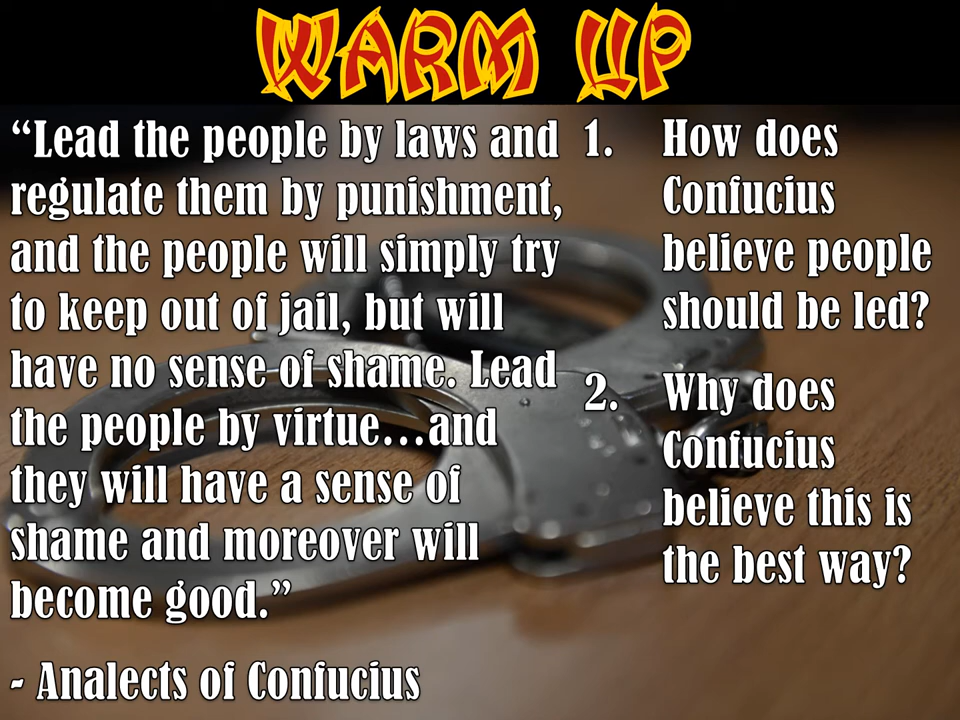 WARM UP
“Lead the people by laws and
regulate them by punishment,
and the people will simply try
to keep out of jail, but will
have no sense of shame. Lead
the people by virtue…and
they will have a sense of
shame and moreover will
become good.”
- Analects of Confucius
1. How does
Confucius
believe people
should be led?
2. Why does
Confucius
believe this is
the best way?